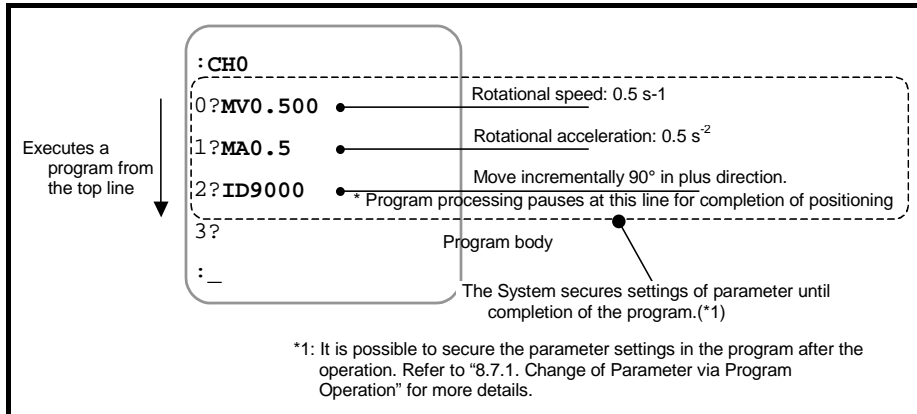 :CH0
0?MV0.500
Rotational speed: 0.5 s-1
Executes a
program from
the top line
1?MA0.5
Rotational acceleration: 0.5 s-2
2?ID9000
Move incrementally 90° in plus direction.
* Program processing pauses at this line for completion of positioning
3?
Program body
:_
The System secures settings of parameter until
completion of the program.(*1)
*1: It is possible to secure the parameter settings in the program after the
operation. Refer to “8.7.1. Change of Parameter via Program
Operation” for more details.